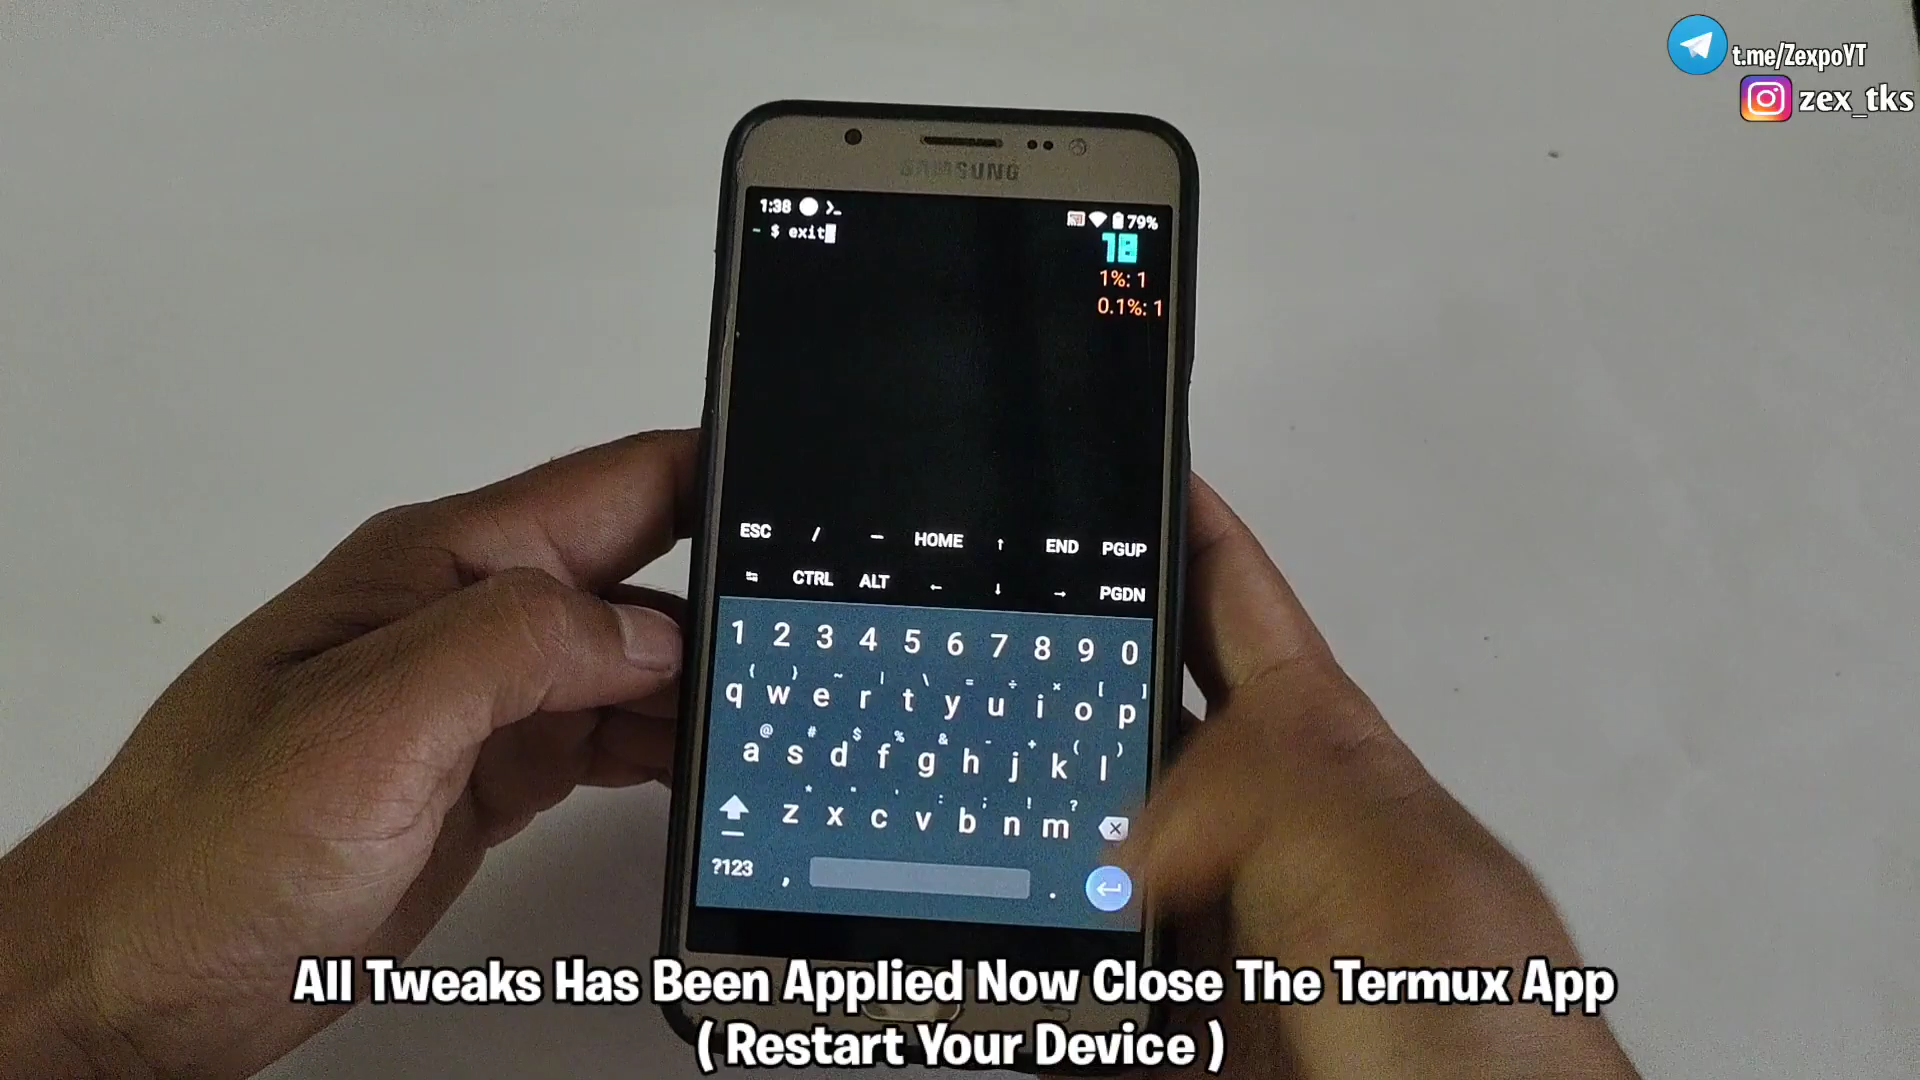 t.me/ZexpoYT
zex_tks
SAMSUNG
1:38 79%
~ $ exit
18
1%: 1
0.1%: 1
ESC / - HOME ↑ END PGUP
↹ CTRL ALT ← ↓ → PGDN
1 2 3 4 5 6 7 8 9 0
{ } ~ | \ = ÷ × [ ]
q w e r t y u i o p
@ # $ % & - + ( )
a s d f g h j k l
* " ' : ; ! ?
z x c v b n m
?123 , .
All Tweaks Has Been Applied Now Close The Termux App
( Restart Your Device )